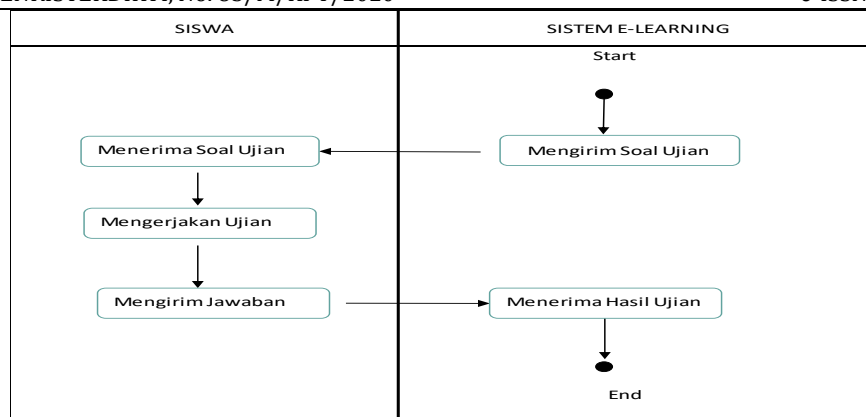 SISWA
SISTEM E-LEARNING
Start
Menerima Soal Ujian
Mengirim Soal Ujian
Mengerjakan Ujian
Mengirim Jawaban
Menerima Hasil Ujian
End